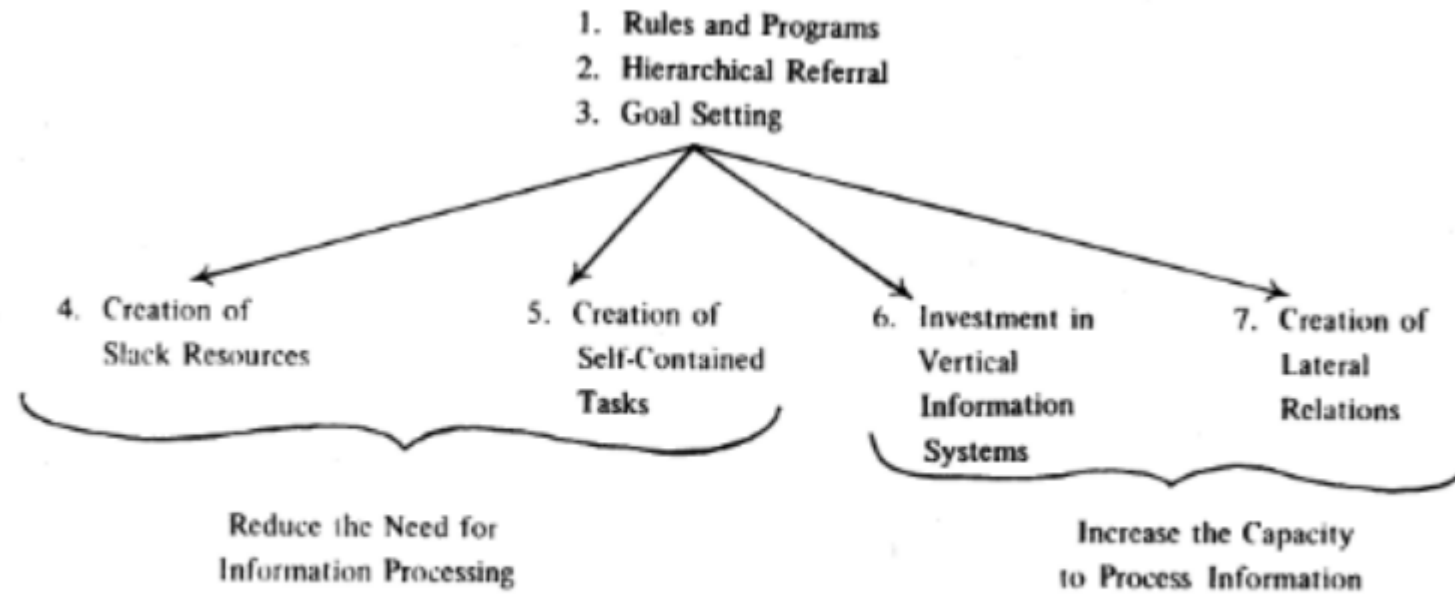 1. Rules and Programs
2. Hierarchical Referral
3. Goal Setting
4. Creation of
Slack Resources
5. Creation of
Self-Contained
Tasks
6. Investment in
Vertical
Information
Systems
7. Creation of
Lateral
Relations
Reduce the Need for
Information Processing
Increase the Capacity
to Process Information